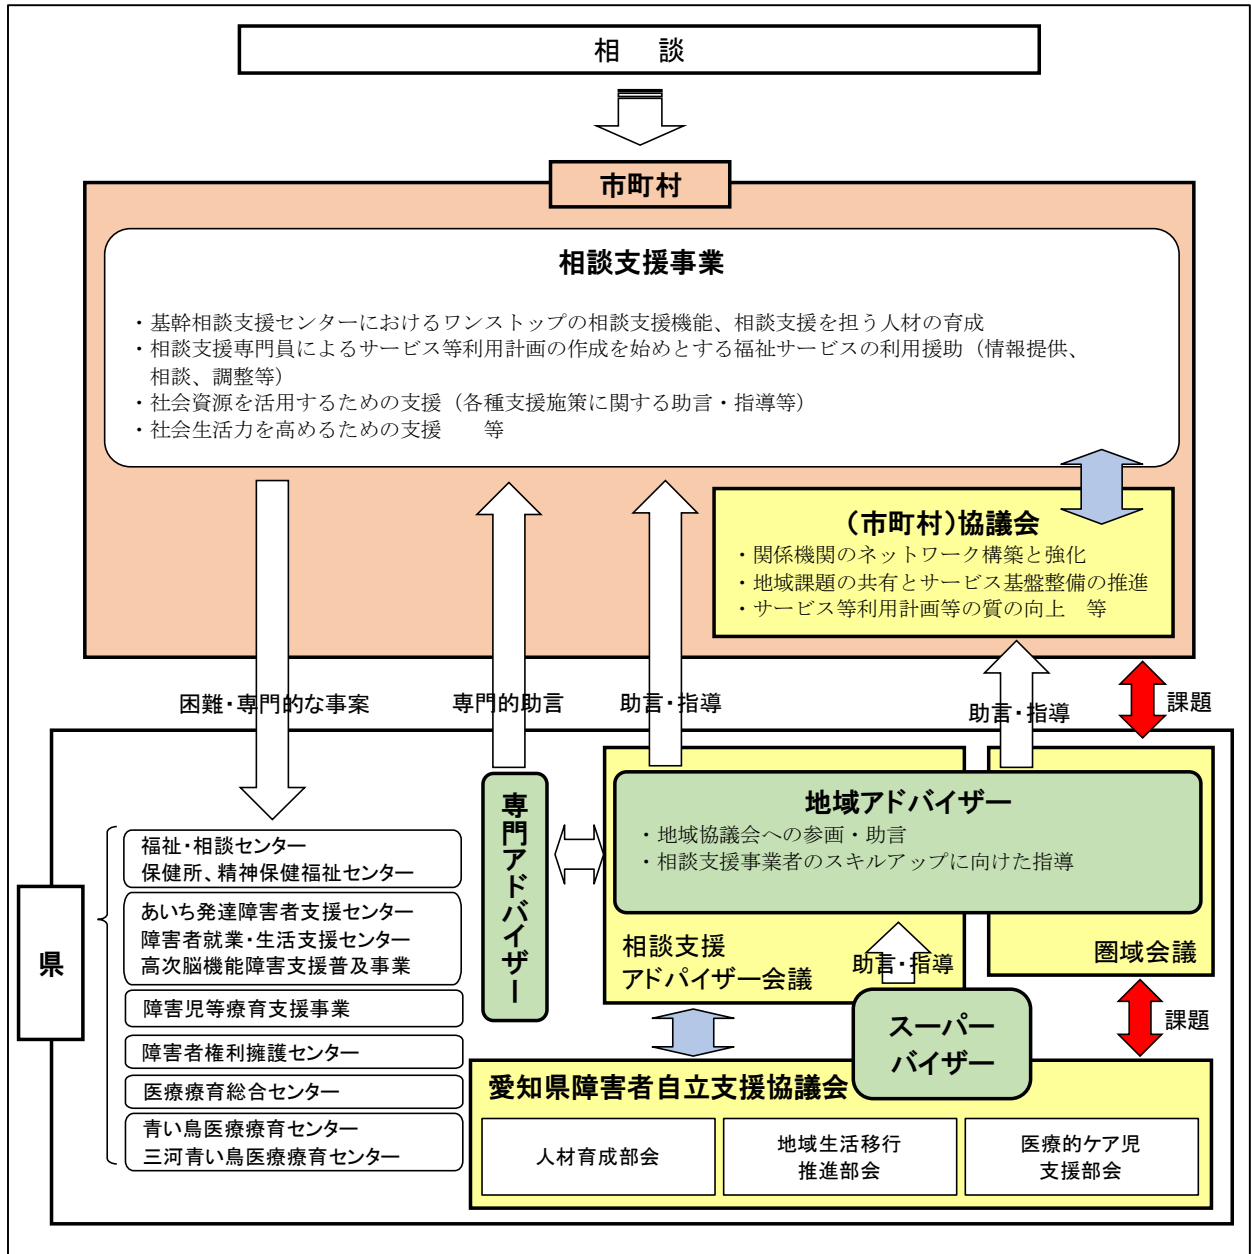 相　談
市町村
相談支援事業
・基幹相談支援センターにおけるワンストップの相談支援機能、相談支援を担う人材の育成
・相談支援専門員によるサービス等利用計画の作成を始めとする福祉サービスの利用援助（情報提供、
相談、調整等）
・社会資源を活用するための支援（各種支援施策に関する助言・指導等）
・社会生活力を高めるための支援　　等
（市町村）協議会
・関係機関のネットワーク構築と強化
・地域課題の共有とサービス基盤整備の推進
・サービス等利用計画等の質の向上　等
困難・専門的な事案
専門的助言
助言・指導
助言・指導
課題
県
福祉・相談センター
保健所、精神保健福祉センター
あいち発達障害者支援センター
障害者就業・生活支援センター
高次脳機能障害支援普及事業
障害児等療育支援事業
障害者権利擁護センター
医療療育総合センター
青い鳥医療療育センター
三河青い鳥医療療育センター
専門アドバイザー
地域アドバイザー
・地域協議会への参画・助言
・相談支援事業者のスキルアップに向けた指導
相談支援
アドバイザー会議
助言・指導
圏域会議
スーパー
バイザー
課題
愛知県障害者自立支援協議会
人材育成部会
地域生活移行
推進部会
医療的ケア児
支援部会